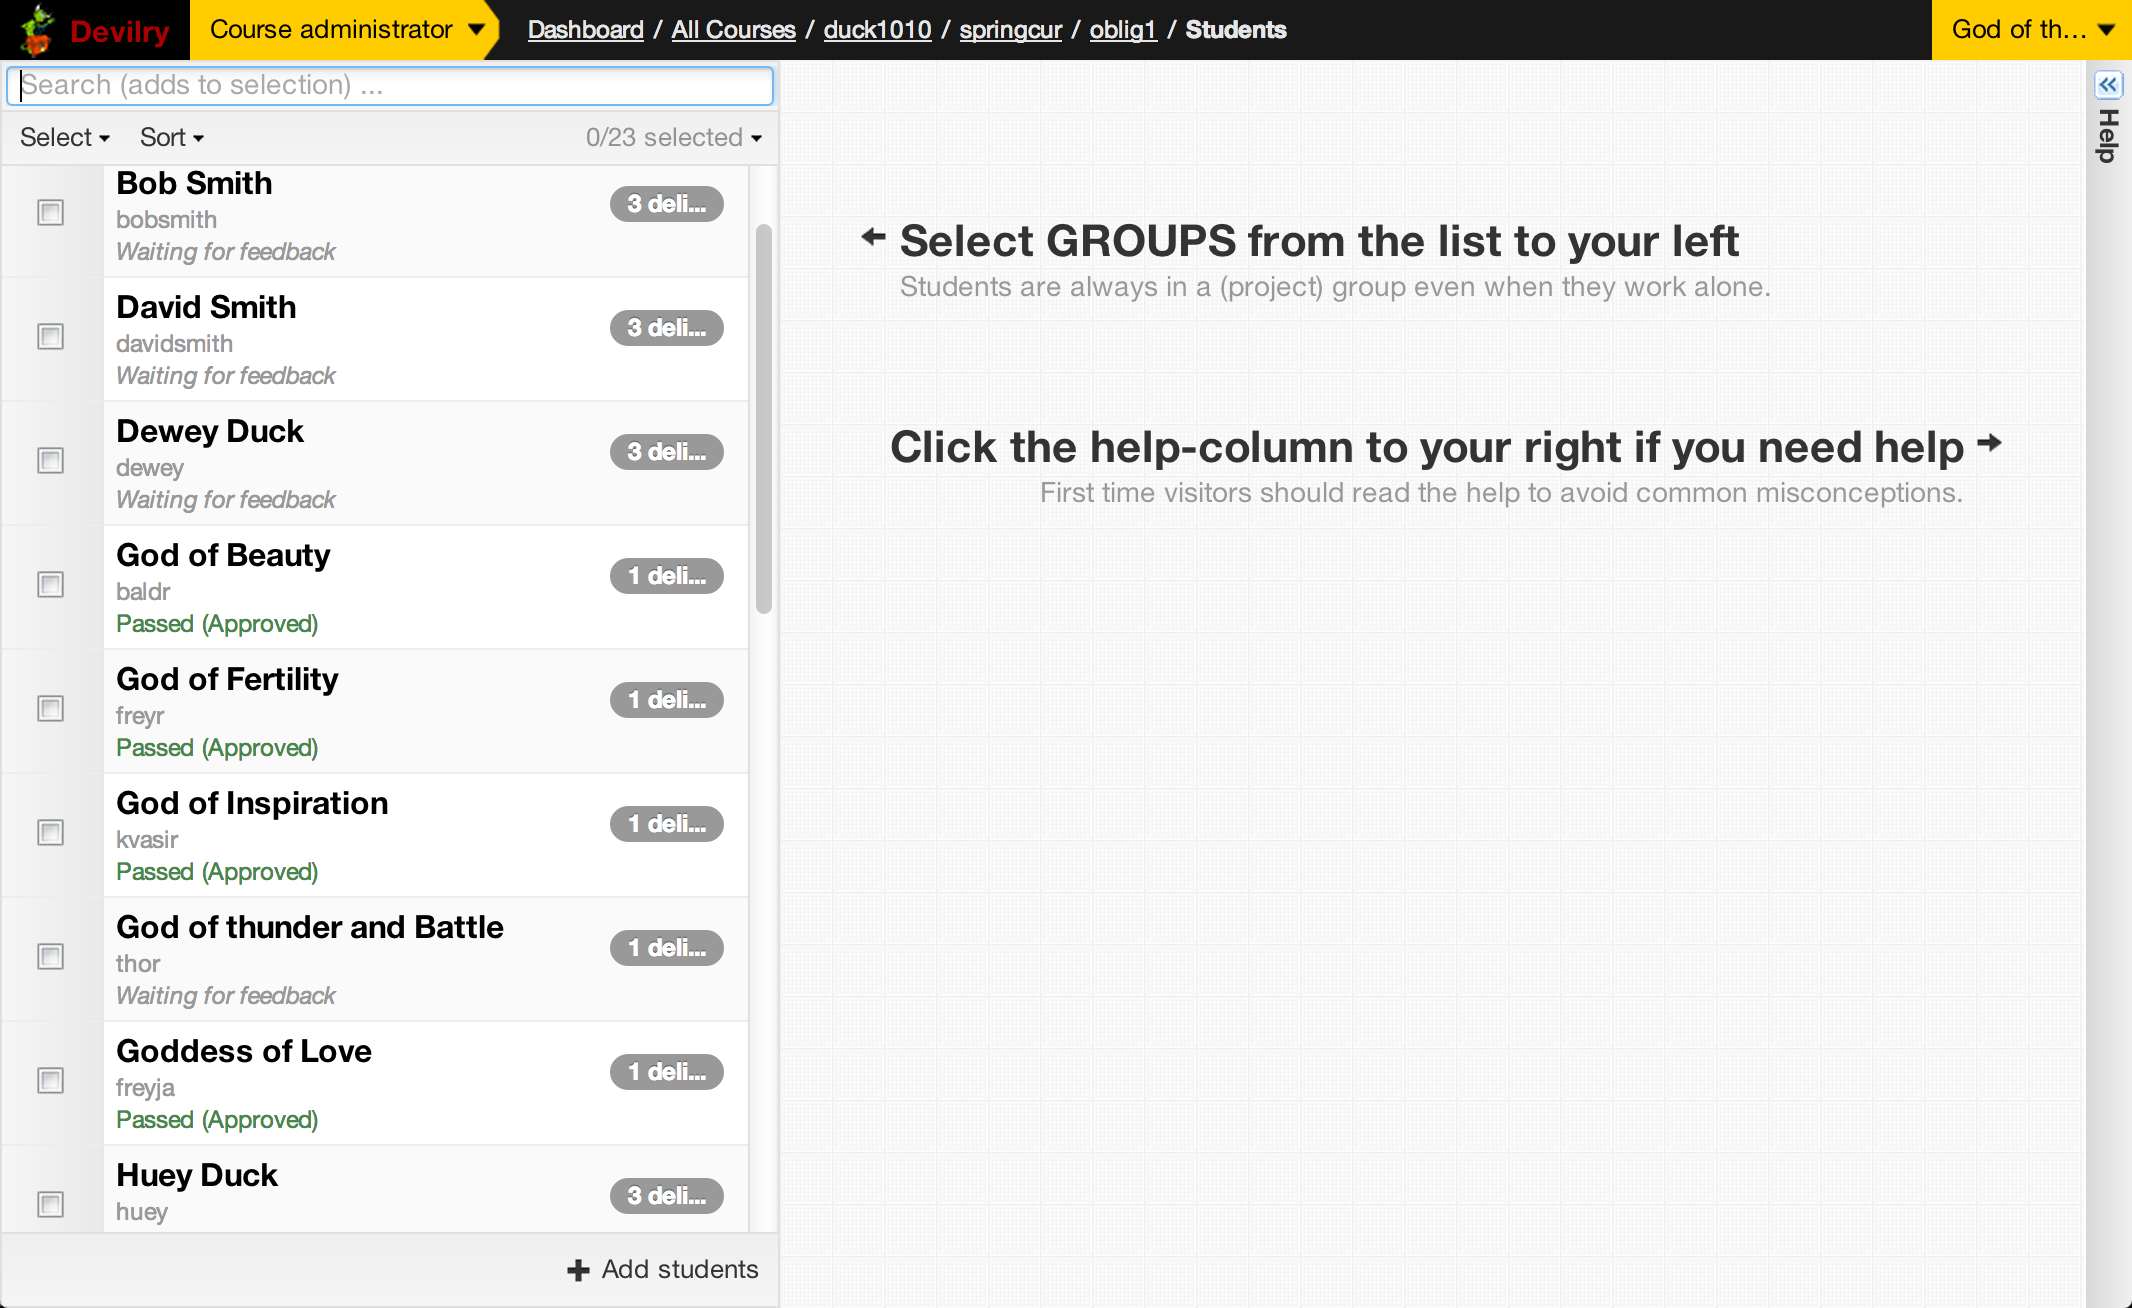 Devilry
Course administrator
Dashboard / All Courses / duck1010 / springcur / oblig1 / Students
God of th...
Search (adds to selection) ...
Select
Sort
0/23 selected
Bob Smith
3 deli...
bobsmith
Waiting for feedback
David Smith
3 deli...
davidsmith
Waiting for feedback
Dewey Duck
3 deli...
dewey
Waiting for feedback
God of Beauty
1 deli...
baldr
Passed (Approved)
God of Fertility
1 deli...
freyr
Passed (Approved)
God of Inspiration
1 deli...
kvasir
Passed (Approved)
God of thunder and Battle
1 deli...
thor
Waiting for feedback
Goddess of Love
1 deli...
freyja
Passed (Approved)
Huey Duck
3 deli...
huey
Add students
Select GROUPS from the list to your left
Students are always in a (project) group even when they work alone.
Click the help-column to your right if you need help
First time visitors should read the help to avoid common misconceptions.
Help